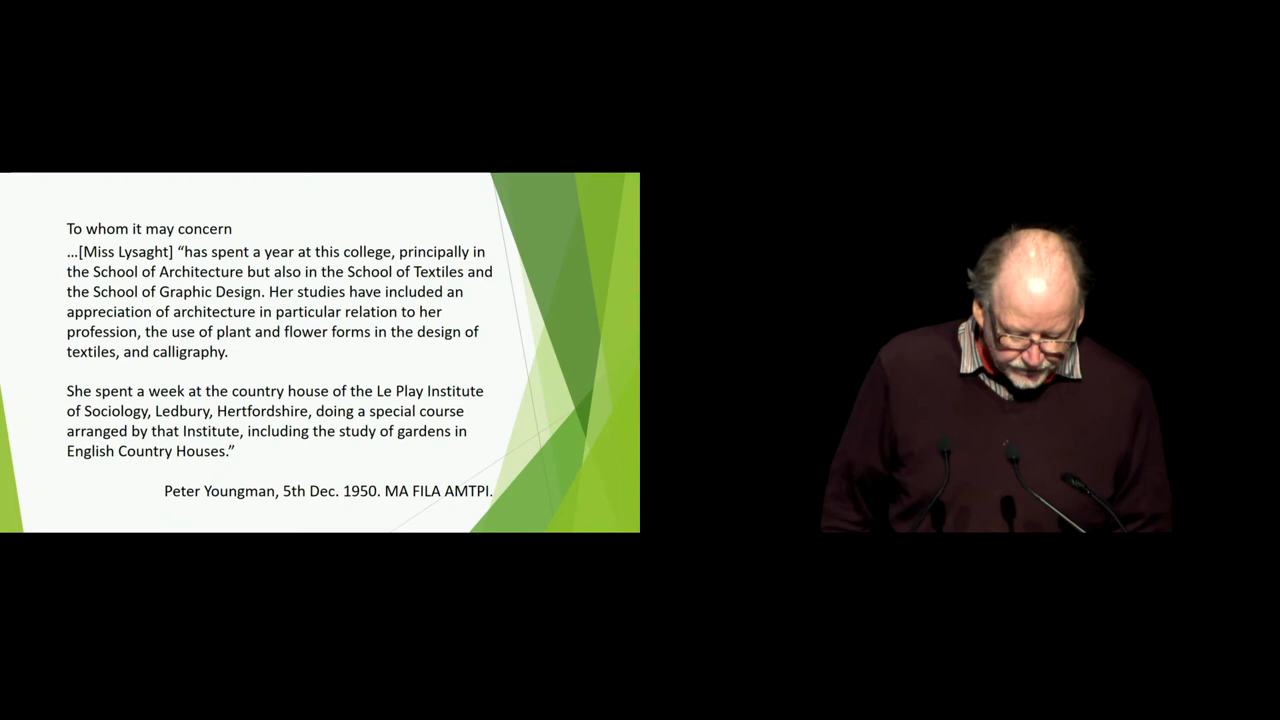 To whom it may concern
…[Miss Lysaght] “has spent a year at this college, principally in
the School of Architecture but also in the School of Textiles and
the School of Graphic Design. Her studies have included an
appreciation of architecture in particular relation to her
profession, the use of plant and flower forms in the design of
textiles, and calligraphy.
She spent a week at the country house of the Le Play Institute
of Sociology, Ledbury, Hertfordshire, doing a special course
arranged by that Institute, including the study of gardens in
English Country Houses.”
Peter Youngman, 5th Dec. 1950. MA FILA AMTPI.